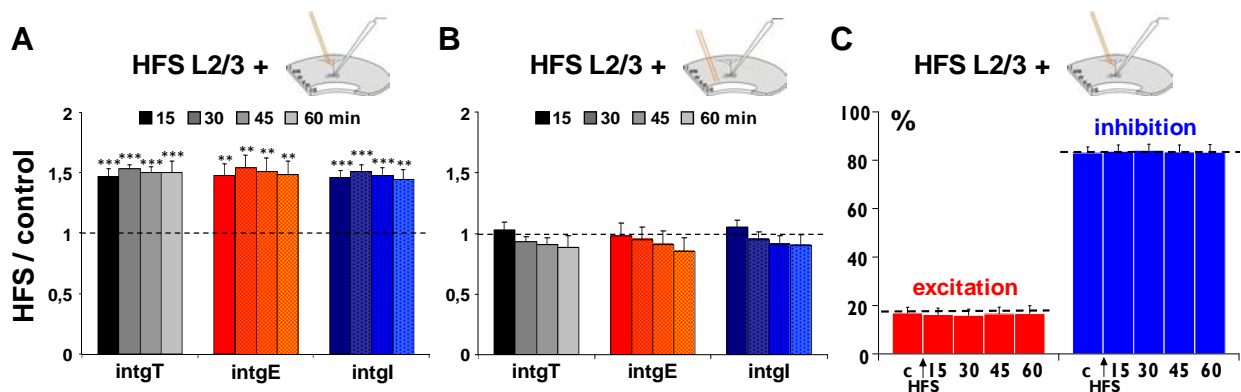 A
HFS L2/3 +
HFS / control
15 30 45 60 min
2
1,5
1
0,5
0
*** *** *** ***
** ** ** **
*** *** *** **
intgT intgE intgI
B
HFS L2/3 +
15 30 45 60 min
2
1,5
1
0,5
0
intgT intgE intgI
C
HFS L2/3 +
%
100
80
60
40
20
0
inhibition
excitation
c 15 30 45 60 c 15 30 45 60
HFS HFS